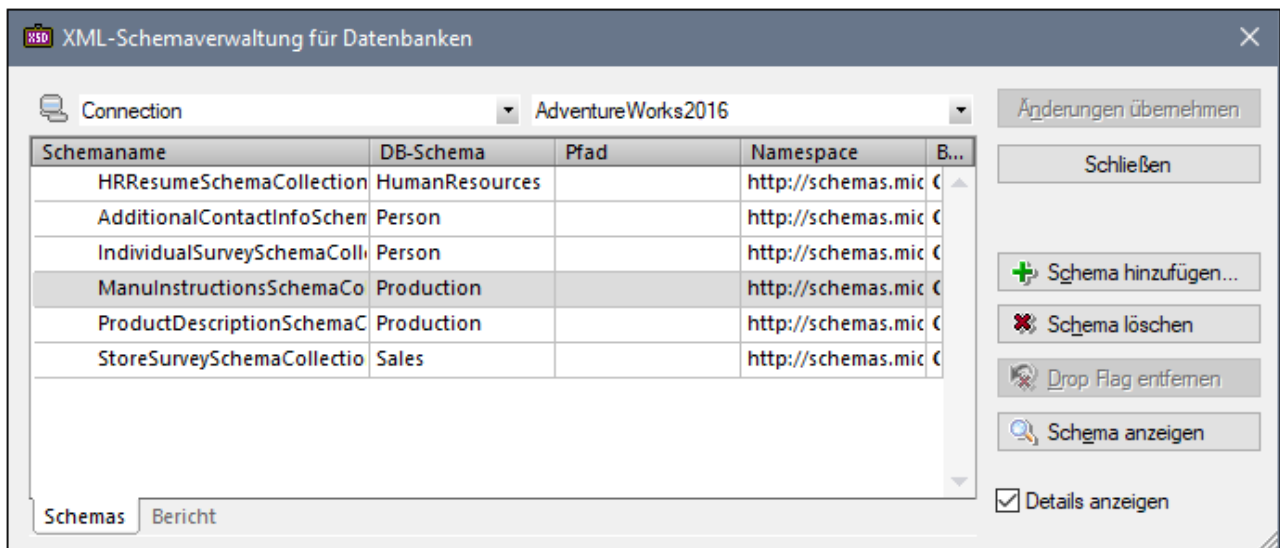 XSD XML-Schemaverwaltung für Datenbanken
Connection AdventureWorks2016
Änderungen übernehmen
Schemaname DB-Schema Pfad Namespace B...
Schließen
HRResumeSchemaCollection HumanResources http://schemas.mic
AdditionalContactInfoSchem Person http://schemas.mic
IndividualSurveySchemaColl Person http://schemas.mic
Schema hinzufügen...
ManuInstructionsSchemaCo Production http://schemas.mic
ProductDescriptionSchemaC Production http://schemas.mic
Schema löschen
StoreSurveySchemaCollectio Sales http://schemas.mic
Drop Flag entfernen
Schema anzeigen
Details anzeigen
Schemas Bericht